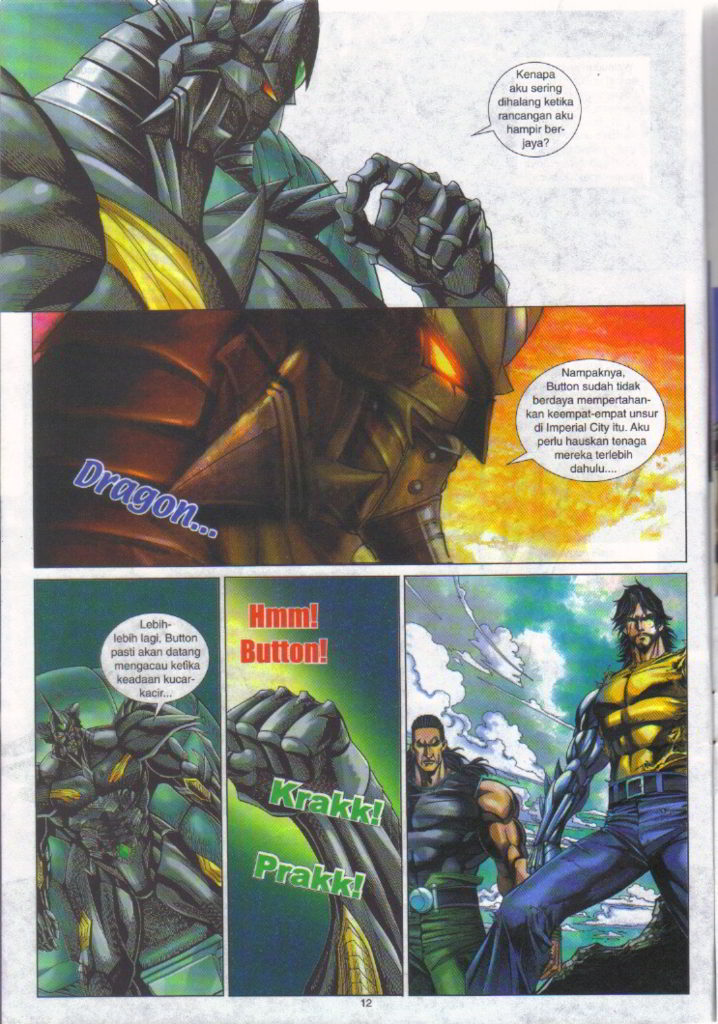 Kenapa
aku sering
dihalang ketika
rancangan aku
hampir ber-
jaya?
Nampaknya,
Button sudah tidak
berdaya mempertahan-
kan keempat-empat unsur
di Imperial City itu. Aku
perlu hauskan tenaga
mereka terlebih
dahulu....
Dragon...
Lebih-
lebih lagi, Button
pasti akan datang
mengacau ketika
keadaan kucar-
kacir...
Hmm!
Button!
Krakk!
Prakk!
12